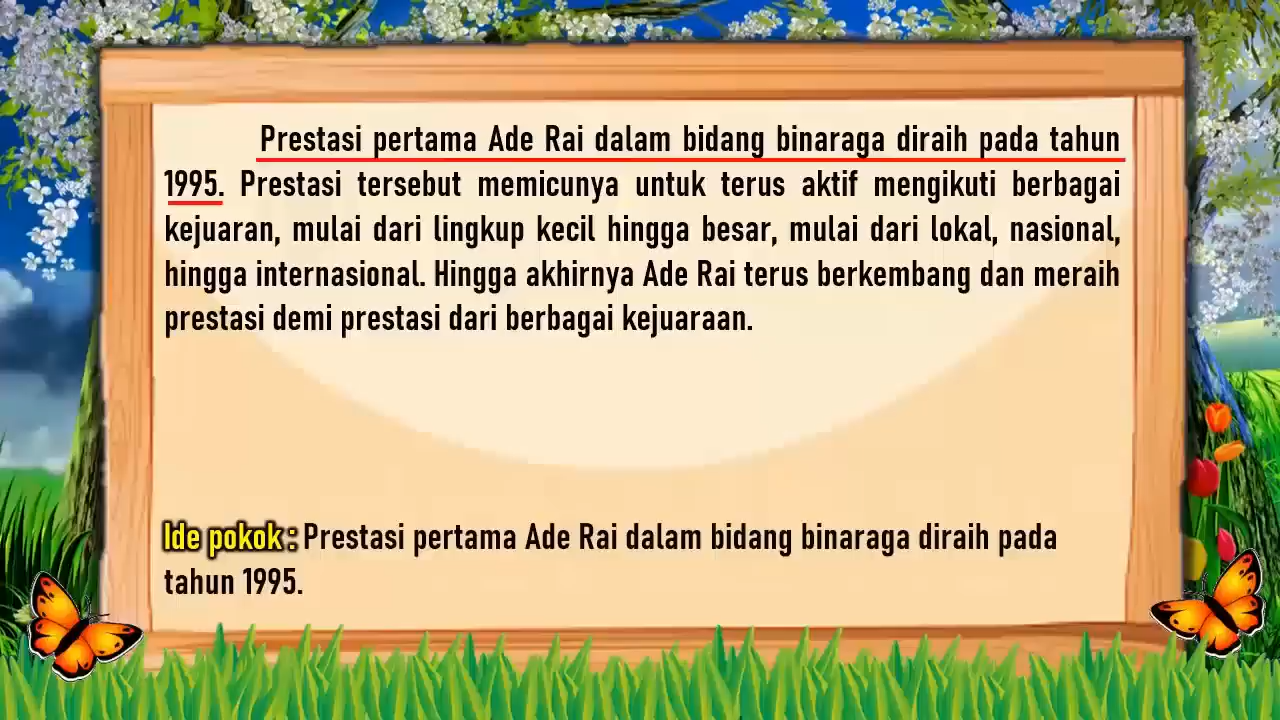 Prestasi pertama Ade Rai dalam bidang binaraga diraih pada tahun
1995. Prestasi tersebut memicunya untuk terus aktif mengikuti berbagai
kejuaran, mulai dari lingkup kecil hingga besar, mulai dari lokal, nasional,
hingga internasional. Hingga akhirnya Ade Rai terus berkembang dan meraih
prestasi demi prestasi dari berbagai kejuaraan.
Ide pokok : Prestasi pertama Ade Rai dalam bidang binaraga diraih pada
tahun 1995.